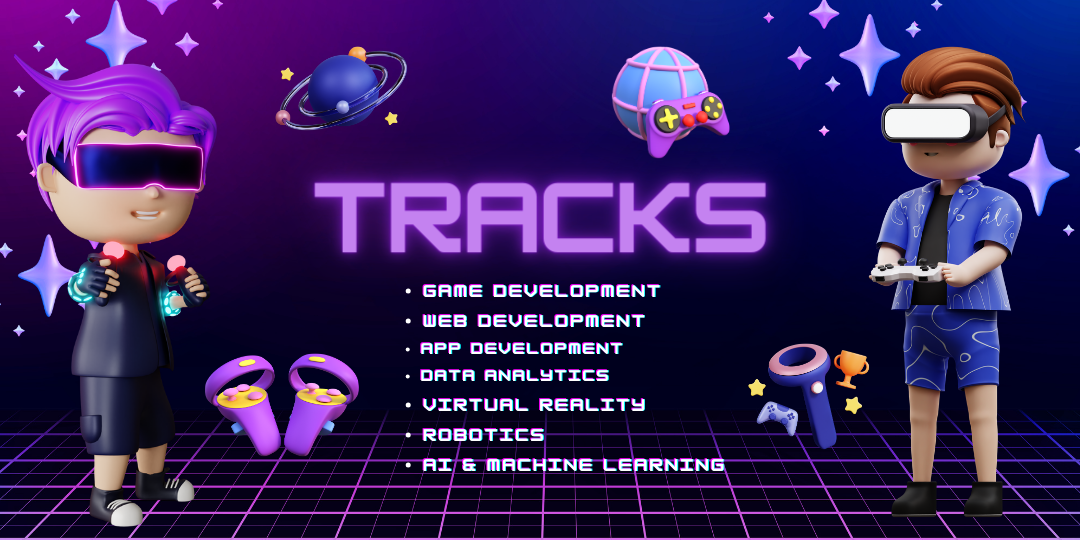 TRACKS
• GAME DEVELOPMENT
• WEB DEVELOPMENT
• APP DEVELOPMENT
• DATA ANALYTICS
• VIRTUAL REALITY
• ROBOTICS
• AI & MACHINE LEARNING